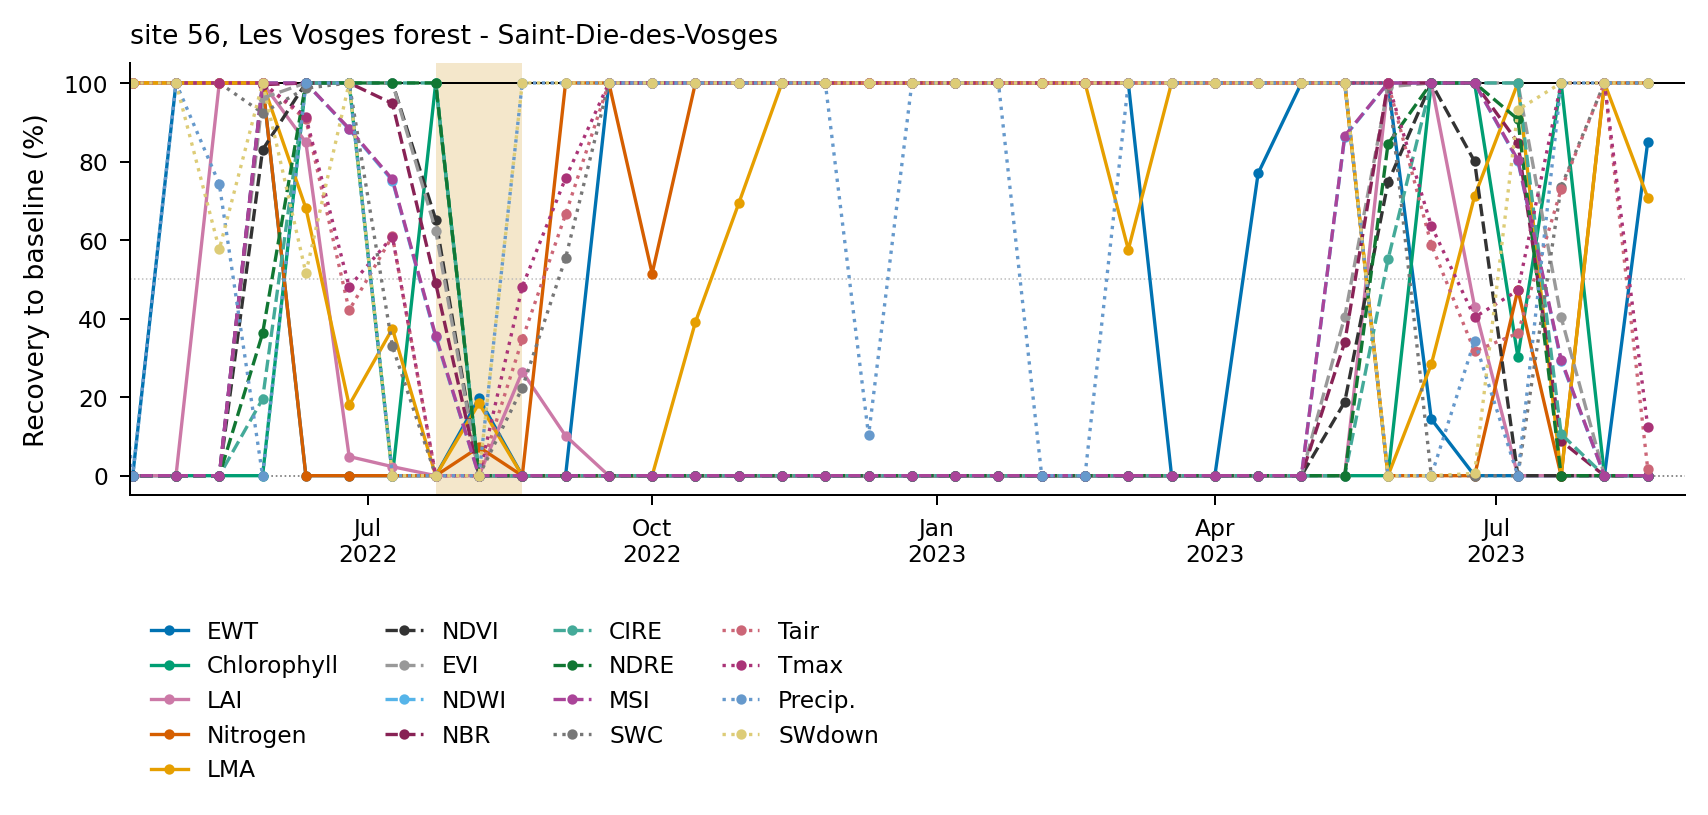 site 56, Les Vosges forest - Saint-Die-des-Vosges
Recovery to baseline (%)
100
80
60
40
20
0
Jul
2022
Oct
2022
Jan
2023
Apr
2023
Jul
2023
EWT
Chlorophyll
LAI
Nitrogen
LMA
NDVI
EVI
NDWI
NBR
CIRE
NDRE
MSI
SWC
Tair
Tmax
Precip.
SWdown